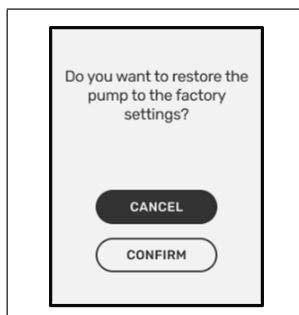 Do you want to restore the
pump to the factory
settings?
CANCEL
CONFIRM